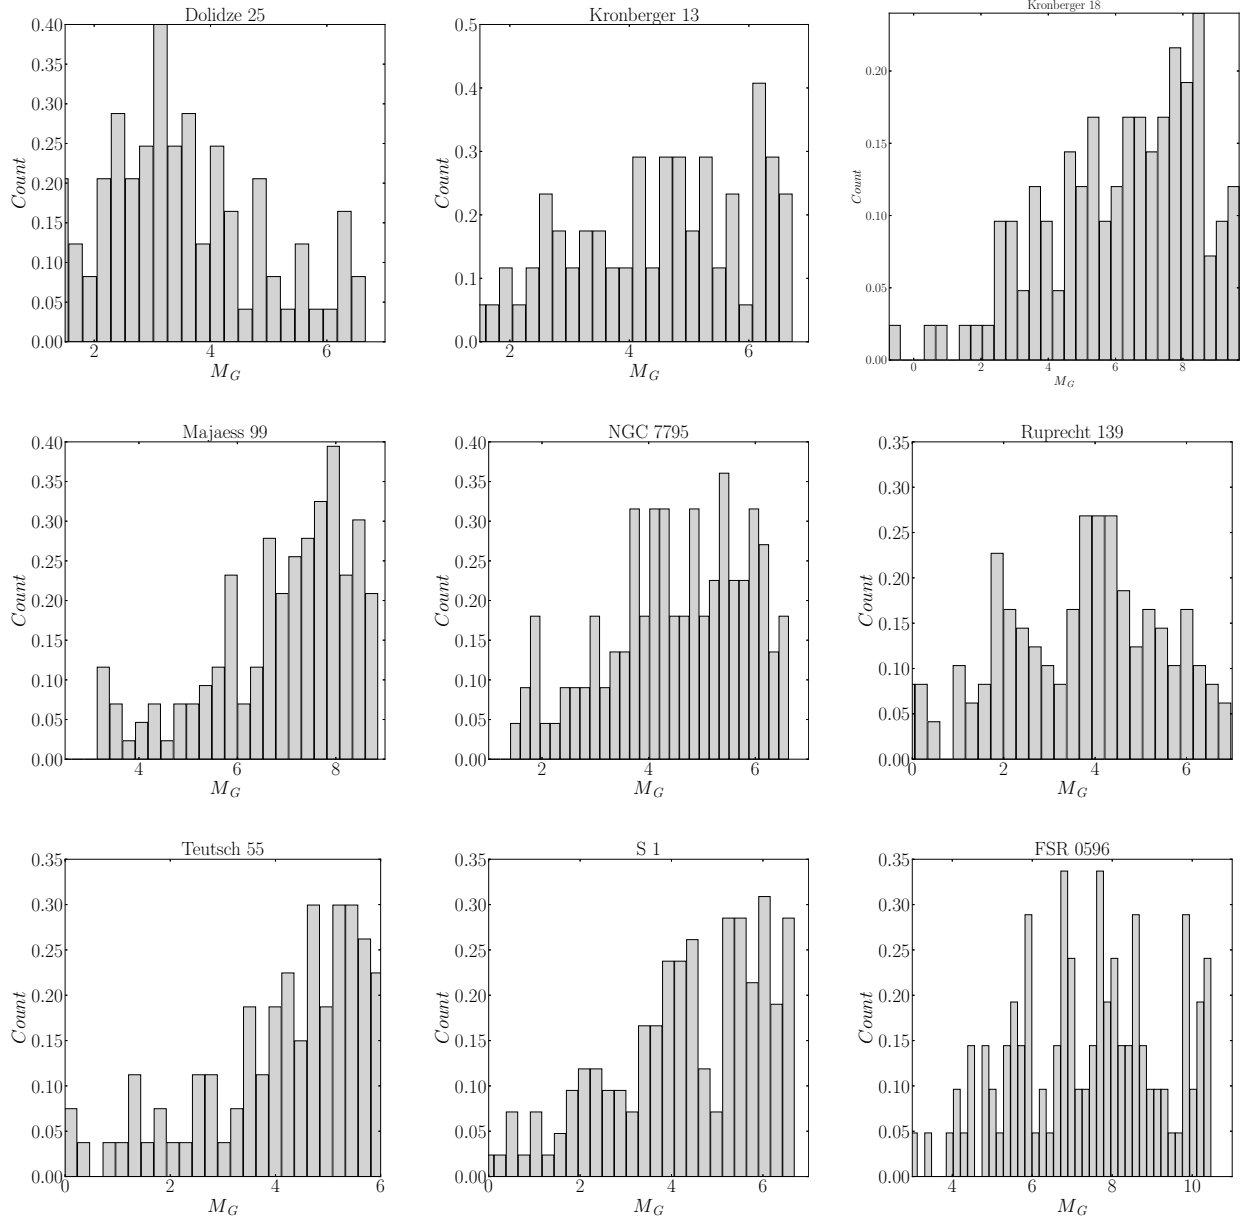 Dolidze 25
0.40
0.35
0.30
0.25
0.20
0.15
0.10
0.05
0.00
Count
2 4 6
M_G
Kronberger 13
0.5
0.4
0.3
0.2
0.1
0.0
Count
2 4 6
M_G
Kronberger 18
0.20
0.15
0.10
0.05
0.00
Count
0 2 4 6 8
M_G
Majaess 99
0.40
0.35
0.30
0.25
0.20
0.15
0.10
0.05
0.00
Count
4 6 8
M_G
NGC 7795
0.40
0.35
0.30
0.25
0.20
0.15
0.10
0.05
0.00
Count
2 4 6
M_G
Ruprecht 139
0.35
0.30
0.25
0.20
0.15
0.10
0.05
0.00
Count
0 2 4 6
M_G
Teutsch 55
0.35
0.30
0.25
0.20
0.15
0.10
0.05
0.00
Count
0 2 4 6
M_G
S 1
0.35
0.30
0.25
0.20
0.15
0.10
0.05
0.00
Count
0 2 4 6
M_G
FSR 0596
0.35
0.30
0.25
0.20
0.15
0.10
0.05
0.00
Count
4 6 8 10
M_G